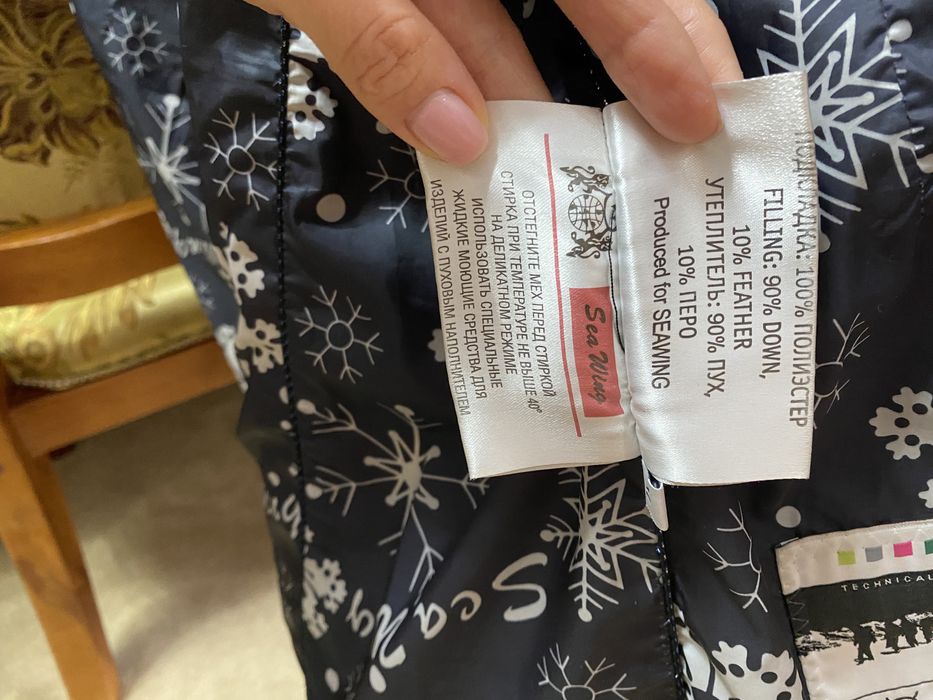 ОТСТЕГНИТЕ МЕХ ПЕРЕД СТИРКОЙ
СТИРКА ПРИ ТЕМПЕРАТУРЕ НЕ ВЫШЕ 40°
НА ДЕЛИКАТНОМ РЕЖИМЕ
ИСПОЛЬЗОВАТЬ СПЕЦИАЛЬНЫЕ
ЖИДКИЕ МОЮЩИЕ СРЕДСТВА ДЛЯ
ИЗДЕЛИЙ С ПУХОВЫМ НАПОЛНИТЕЛЕМ
Sea Wing
ПОДКЛАДКА: 100% ПОЛИЭСТЕР
FILLING: 90% DOWN,
10% FEATHER
УТЕПЛИТЕЛЬ: 90% ПУХ,
10% ПЕРО
Produced for SEAWING
TECHNICAL